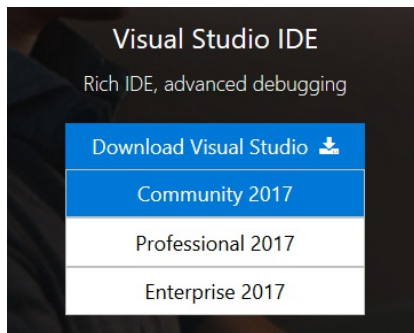 Visual Studio IDE
Rich IDE, advanced debugging
Download Visual Studio
Community 2017
Professional 2017
Enterprise 2017